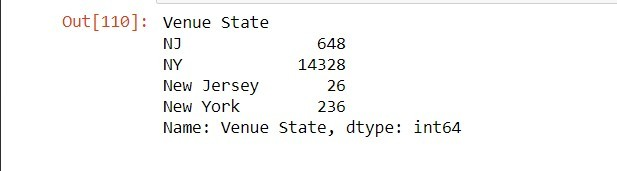 Out[110]: Venue State
NJ 648
NY 14328
New Jersey 26
New York 236
Name: Venue State, dtype: int64